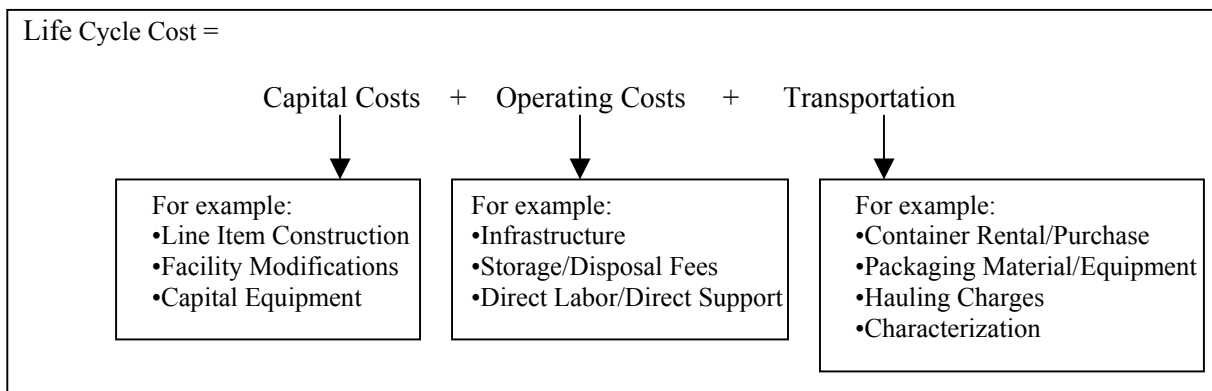 Life Cycle Cost =
Capital Costs + Operating Costs + Transportation
For example:
•Line Item Construction
•Facility Modifications
•Capital Equipment
For example:
•Infrastructure
•Storage/Disposal Fees
•Direct Labor/Direct Support
For example:
•Container Rental/Purchase
•Packaging Material/Equipment
•Hauling Charges
•Characterization